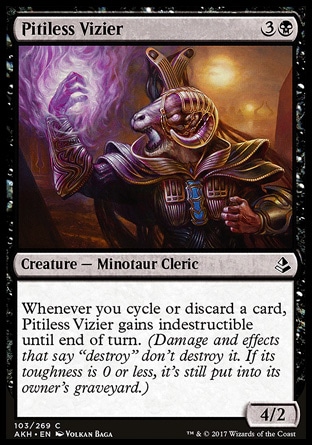 Pitiless Vizier 3
Creature — Minotaur Cleric
Whenever you cycle or discard a card,
Pitiless Vizier gains indestructible
until end of turn. (Damage and effects
that say “destroy” don’t destroy it. If its
toughness is 0 or less, it’s still put into
its owner’s graveyard.)
4/2
103/269 C
AKH • EN Volkan Baga
™ & © 2017 Wizards of the Coast